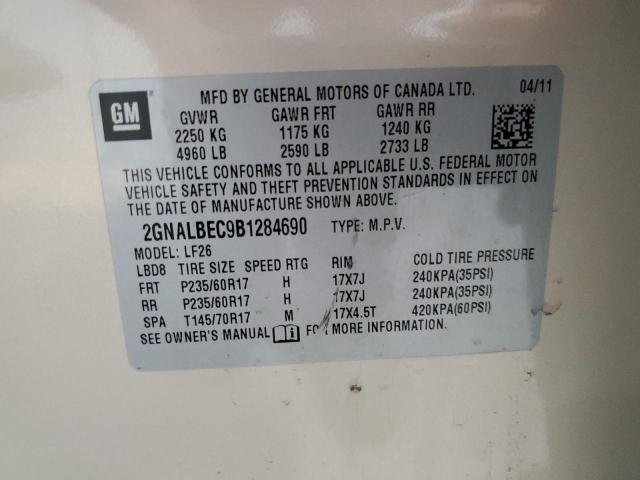 GM
MFD BY GENERAL MOTORS OF CANADA LTD. 04/11
GVWR GAWR FRT GAWR RR
2250 KG 1175 KG 1240 KG
4960 LB 2590 LB 2733 LB
THIS VEHICLE CONFORMS TO ALL APPLICABLE U.S. FEDERAL MOTOR
VEHICLE SAFETY AND THEFT PREVENTION STANDARDS IN EFFECT ON
THE DATE OF MANUFACTURE SHOWN ABOVE.
2GNALBEC9B1284690 TYPE: M.P.V.
MODEL: LF26
LBD8 TIRE SIZE SPEED RTG RIM COLD TIRE PRESSURE
FRT P235/60R17 H 17X7J 240KPA(35PSI)
RR P235/60R17 H 17X7J 240KPA(35PSI)
SPA T145/70R17 M 17X4.5T 420KPA(60PSI)
SEE OWNER'S MANUAL FOR MORE INFORMATION.